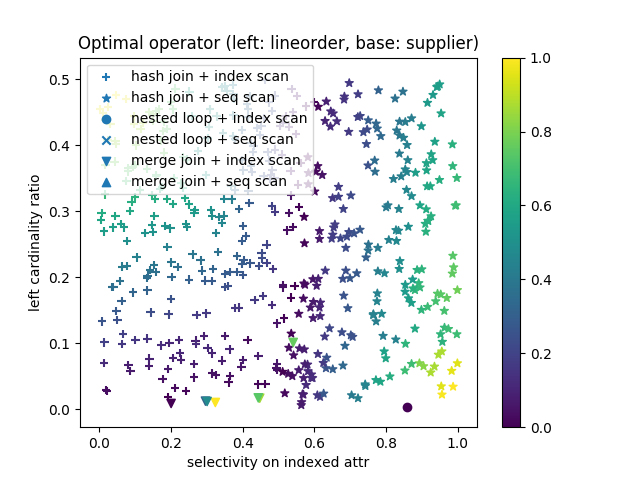 Optimal operator (left: lineorder, base: supplier)
hash join + index scan
hash join + seq scan
nested loop + index scan
nested loop + seq scan
merge join + index scan
merge join + seq scan
left cardinality ratio
0.5
0.4
0.3
0.2
0.1
0.0
0.0 0.2 0.4 0.6 0.8 1.0
selectivity on indexed attr
1.0
0.8
0.6
0.4
0.2
0.0